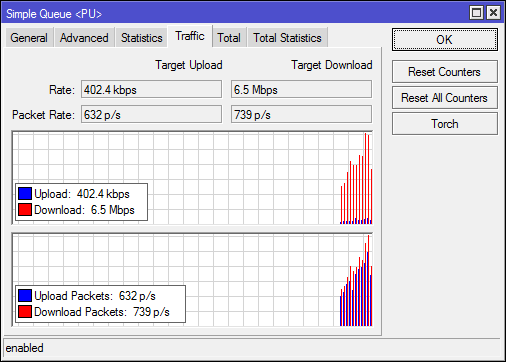 Simple Queue <PU>
General Advanced Statistics Traffic Total Total Statistics
OK
Reset Counters
Reset All Counters
Torch
Target Upload Target Download
Rate: 402.4 kbps 6.5 Mbps
Packet Rate: 632 p/s 739 p/s
Upload: 402.4 kbps
Download: 6.5 Mbps
Upload Packets: 632 p/s
Download Packets: 739 p/s
enabled